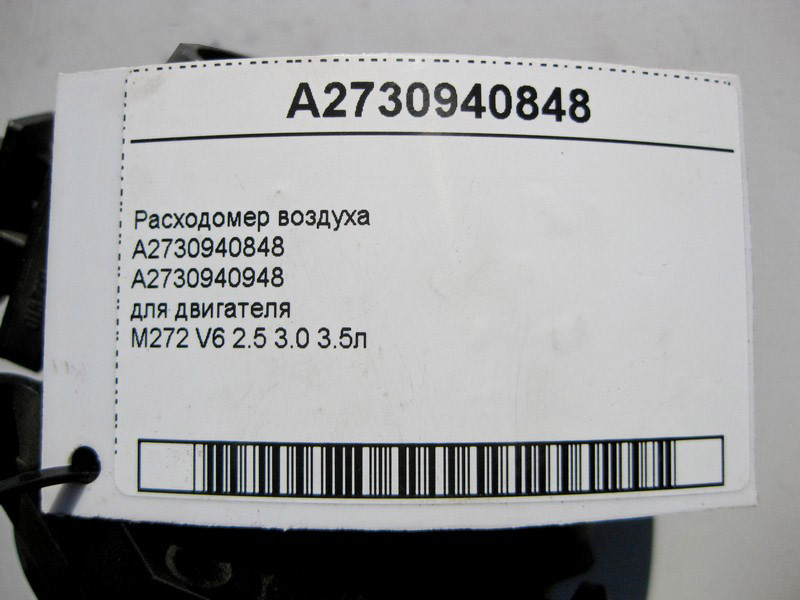 A2730940848
Расходомер воздуха
A2730940848
A2730940948
для двигателя
M272 V6 2.5 3.0 3.5л